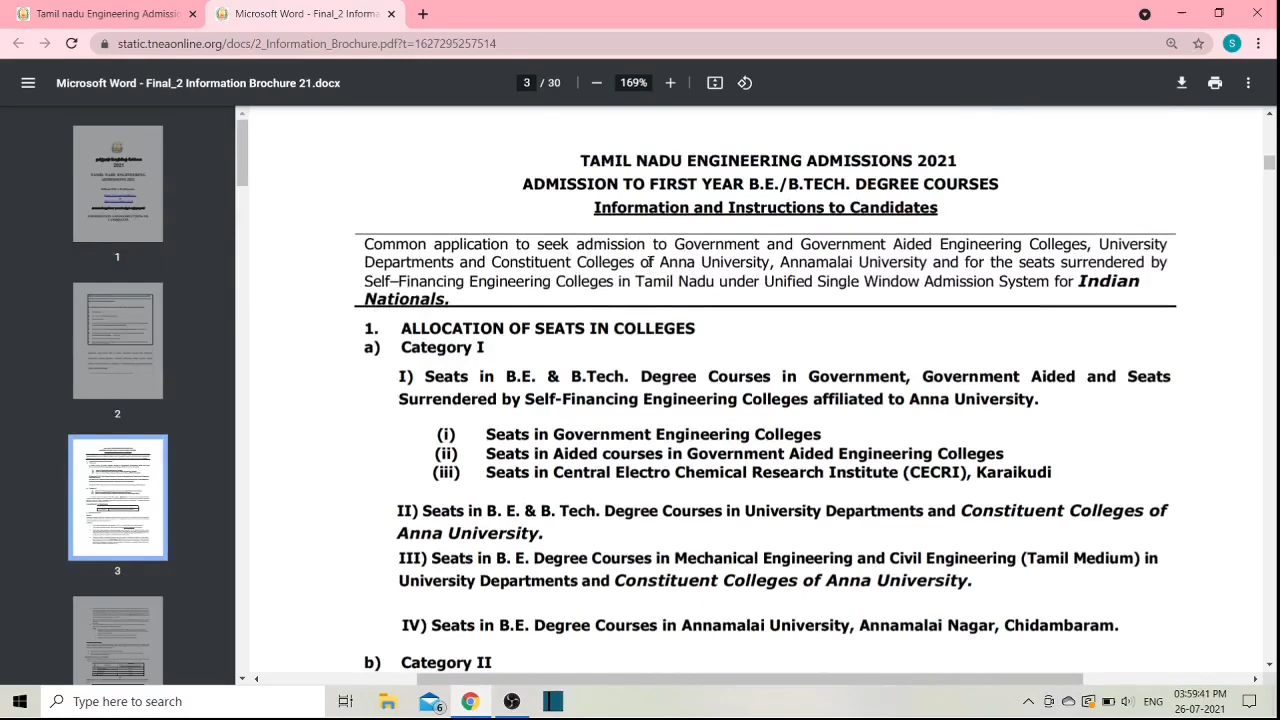 Tamil nadu Engineering Admissi
Microsoft Word - Final_2 Informa
static.tneaonline.org/docs/2_Information_Brochure.pdf?t=1627295257514
S
Microsoft Word - Final_2 Information Brochure 21.docx
3 / 30
169%
TAMIL NADU ENGINEERING ADMISSIONS 2021
ADMISSION TO FIRST YEAR B.E./B.TECH. DEGREE COURSES
Information and Instructions to Candidates
Common application to seek admission to Government and Government Aided Engineering Colleges, University
Departments and Constituent Colleges of Anna University, Annamalai University and for the seats surrendered by
Self–Financing Engineering Colleges in Tamil Nadu under Unified Single Window Admission System for Indian
Nationals.
1. ALLOCATION OF SEATS IN COLLEGES
a) Category I
I) Seats in B.E. & B.Tech. Degree Courses in Government, Government Aided and Seats
Surrendered by Self-Financing Engineering Colleges affiliated to Anna University.
(i) Seats in Government Engineering Colleges
(ii) Seats in Aided courses in Government Aided Engineering Colleges
(iii) Seats in Central Electro Chemical Research Institute (CECRI), Karaikudi
II) Seats in B. E. & B. Tech. Degree Courses in University Departments and Constituent Colleges of
Anna University.
III) Seats in B. E. Degree Courses in Mechanical Engineering and Civil Engineering (Tamil Medium) in
University Departments and Constituent Colleges of Anna University.
IV) Seats in B.E. Degree Courses in Annamalai University, Annamalai Nagar, Chidambaram.
b) Category II
1
2
3
Type here to search
6
ENG
03:59:41 PM
26-07-2021